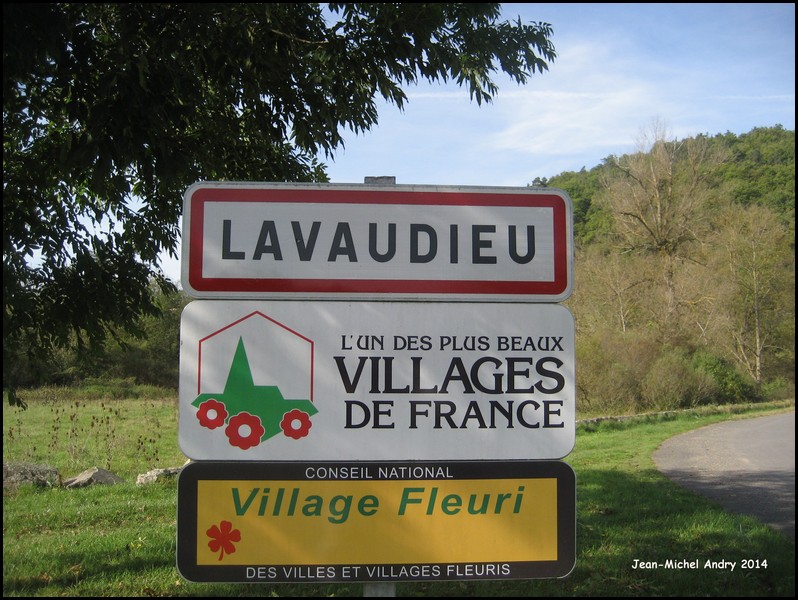 LAVAUDIEU
L'UN DES PLUS BEAUX
VILLAGES
DE FRANCE
CONSEIL NATIONAL
Village Fleuri
DES VILLES ET VILLAGES FLEURIS
Jean-Michel Andry 2014